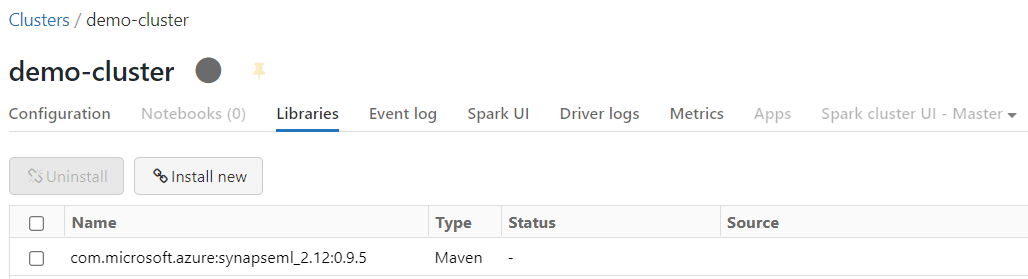 Clusters / demo-cluster
demo-cluster
Configuration Notebooks (0) Libraries Event log Spark UI Driver logs Metrics Apps Spark cluster UI - Master
Uninstall Install new
Name Type Status Source
com.microsoft.azure:synapseml_2.12:0.9.5 Maven -